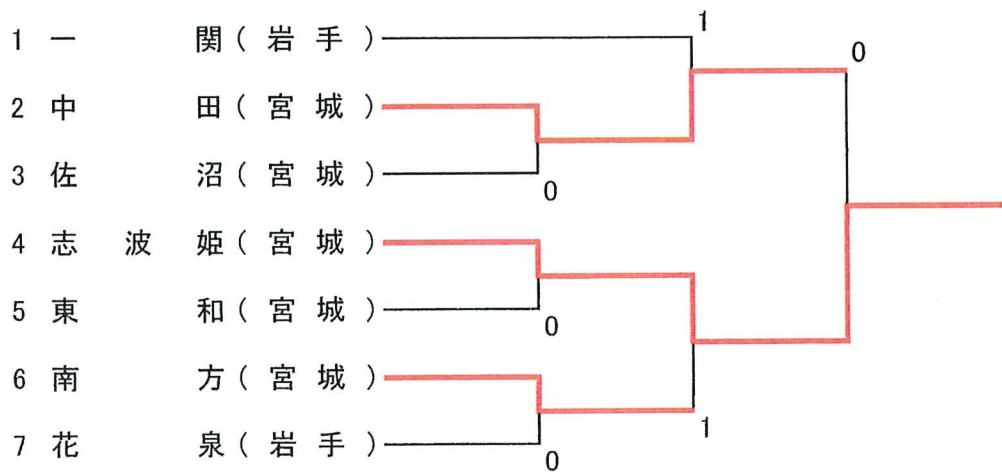 1 一 関 ( 岩 手 )
1
0
2 中 田 ( 宮 城 )
3 佐 沼 ( 宮 城 )
0
4 志 波 姫 ( 宮 城 )
5 東 和 ( 宮 城 )
0
6 南 方 ( 宮 城 )
1
7 花 泉 ( 岩 手 )
0